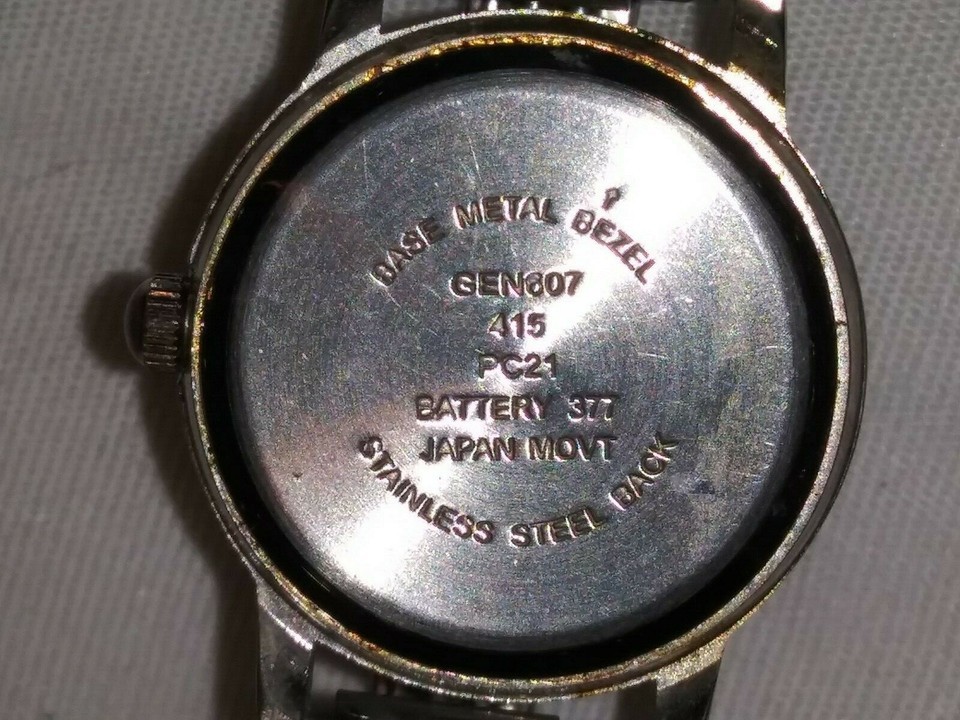 BASE METAL BEZEL
GEN607
415
PC21
BATTERY 377
JAPAN MOVT
STAINLESS STEEL BACK